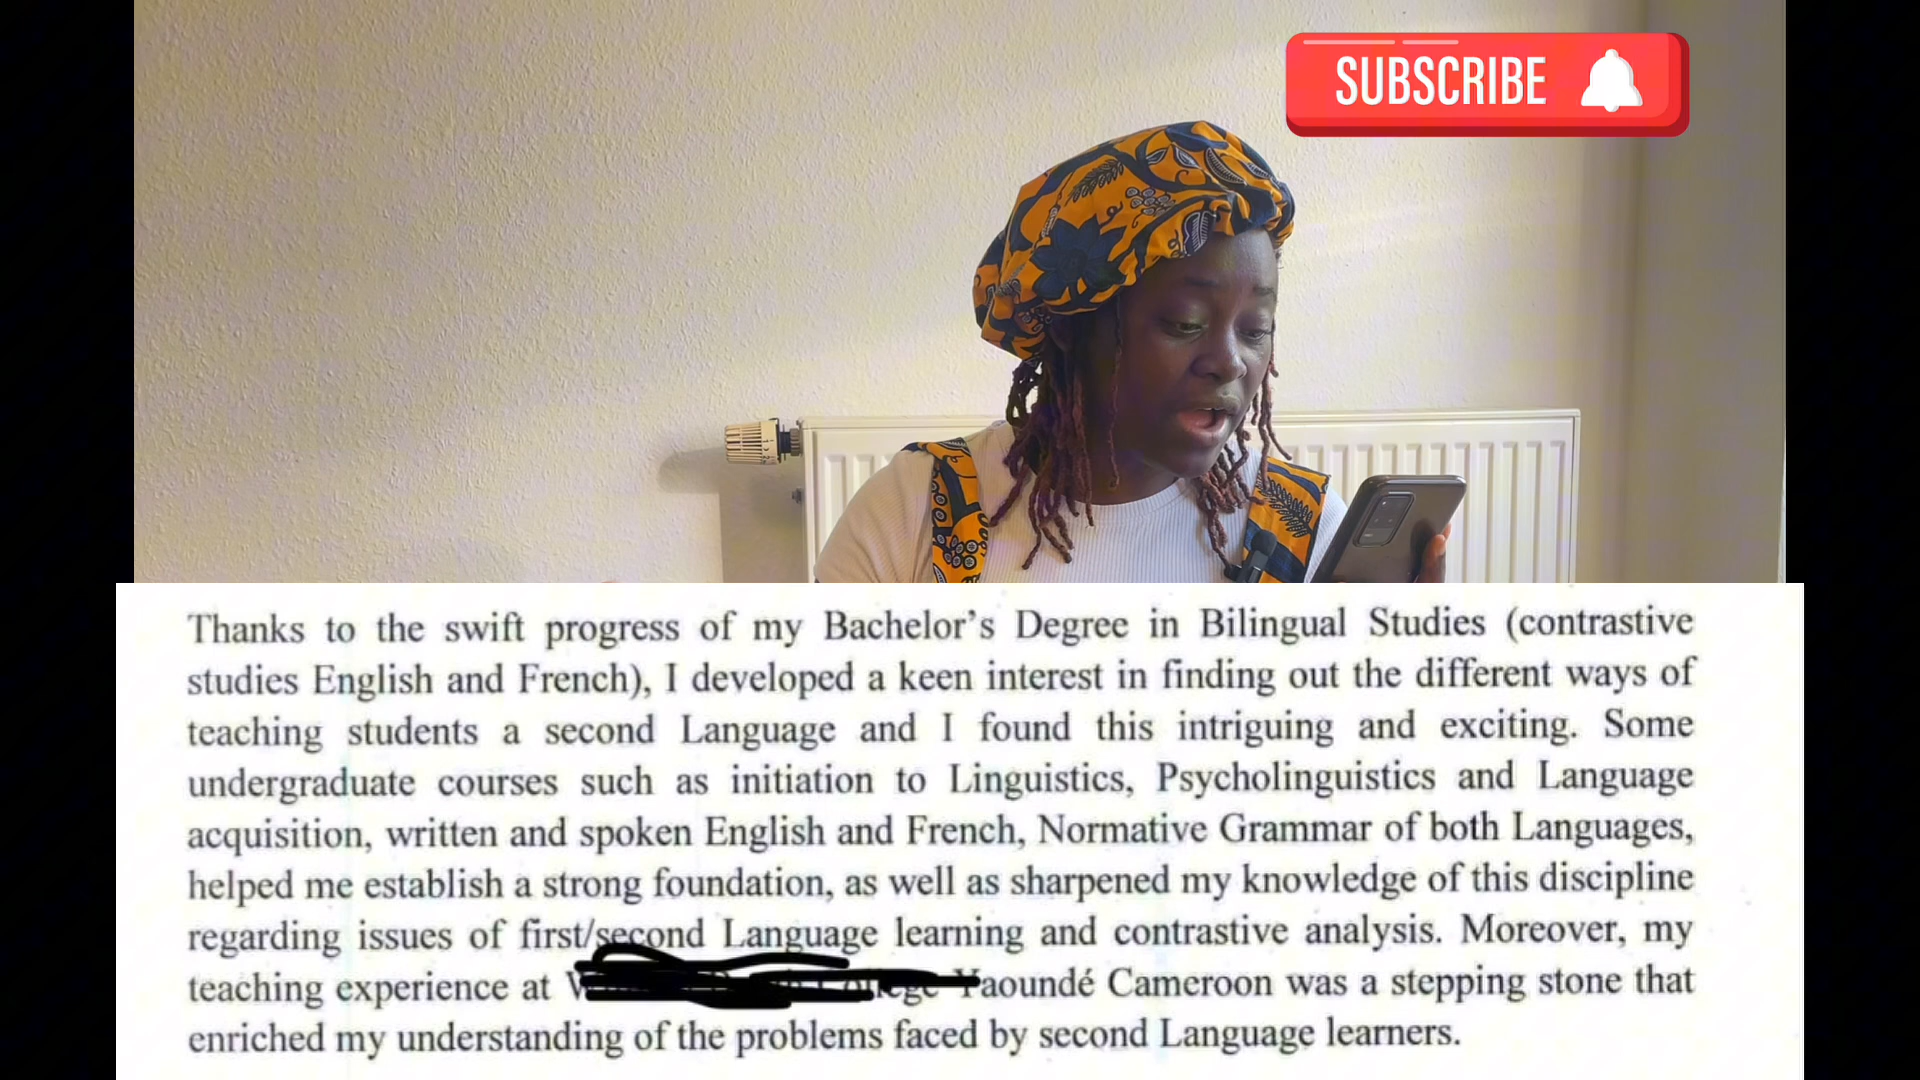 SUBSCRIBE
Thanks to the swift progress of my Bachelor's Degree in Bilingual Studies (contrastive
studies English and French), I developed a keen interest in finding out the different ways of
teaching students a second Language and I found this intriguing and exciting. Some
undergraduate courses such as initiation to Linguistics, Psycholinguistics and Language
acquisition, written and spoken English and French, Normative Grammar of both Languages,
helped me establish a strong foundation, as well as sharpened my knowledge of this discipline
regarding issues of first/second Language learning and contrastive analysis. Moreover, my
teaching experience at Yaoundé Cameroon was a stepping stone that
enriched my understanding of the problems faced by second Language learners.